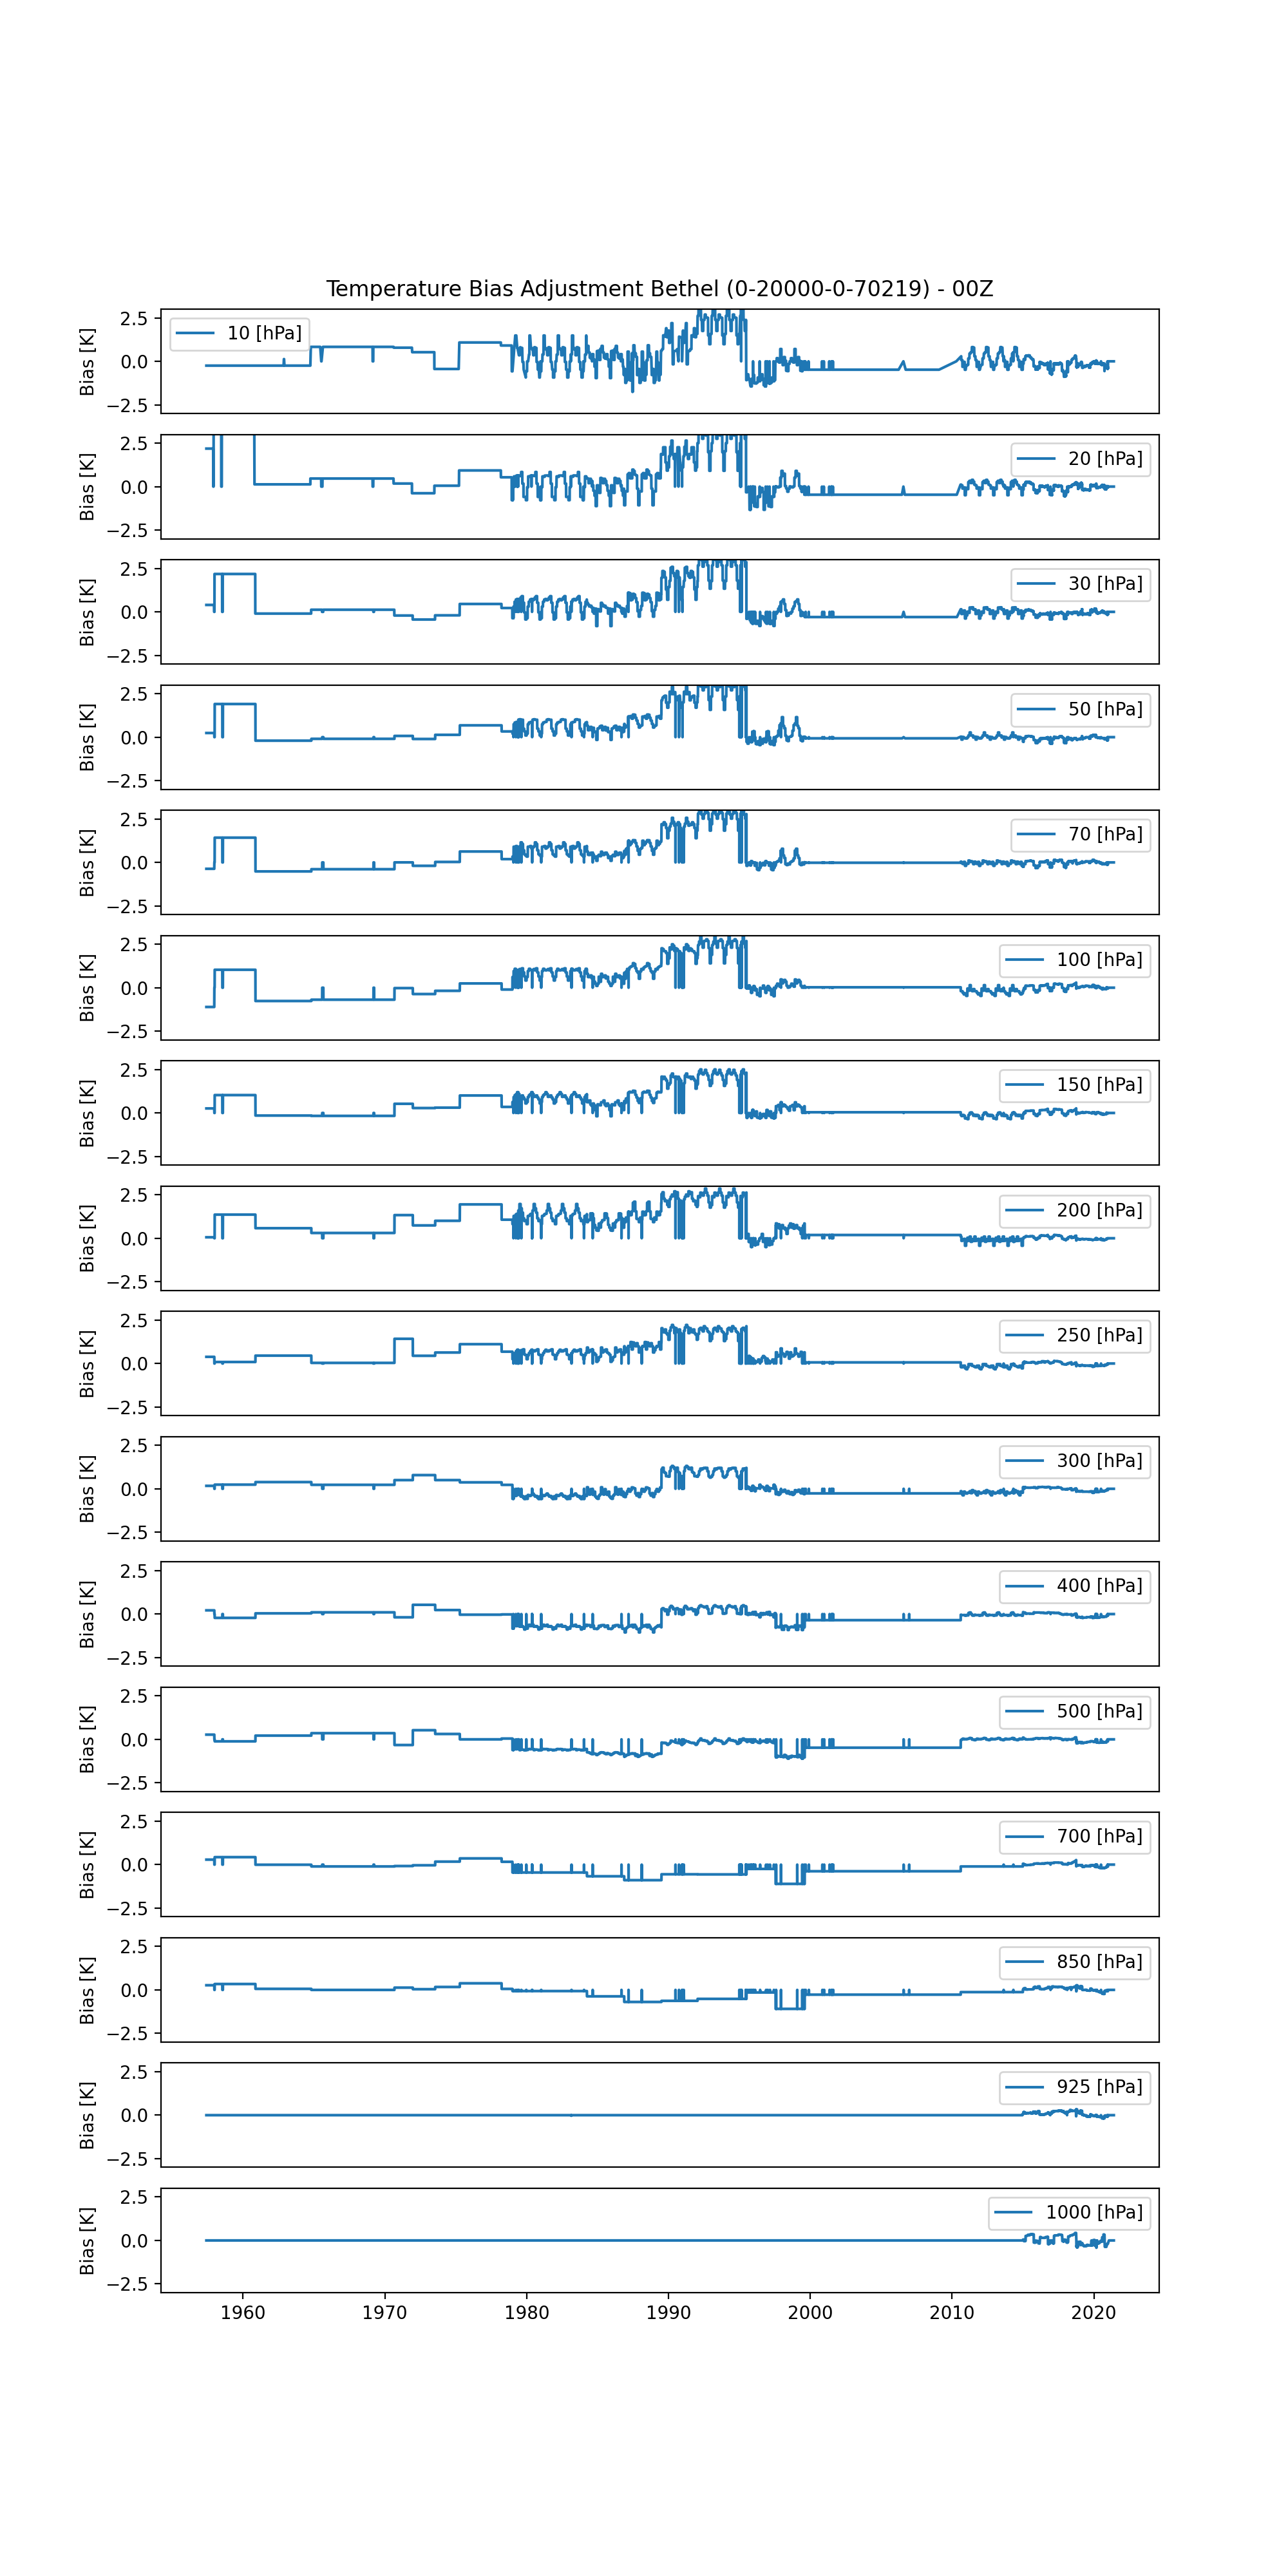 Temperature Bias Adjustment Bethel (0-20000-0-70219) - 00Z
Bias [K]
2.5
0.0
−2.5
10 [hPa]
Bias [K]
2.5
0.0
−2.5
20 [hPa]
Bias [K]
2.5
0.0
−2.5
30 [hPa]
Bias [K]
2.5
0.0
−2.5
50 [hPa]
Bias [K]
2.5
0.0
−2.5
70 [hPa]
Bias [K]
2.5
0.0
−2.5
100 [hPa]
Bias [K]
2.5
0.0
−2.5
150 [hPa]
Bias [K]
2.5
0.0
−2.5
200 [hPa]
Bias [K]
2.5
0.0
−2.5
250 [hPa]
Bias [K]
2.5
0.0
−2.5
300 [hPa]
Bias [K]
2.5
0.0
−2.5
400 [hPa]
Bias [K]
2.5
0.0
−2.5
500 [hPa]
Bias [K]
2.5
0.0
−2.5
700 [hPa]
Bias [K]
2.5
0.0
−2.5
850 [hPa]
Bias [K]
2.5
0.0
−2.5
925 [hPa]
Bias [K]
2.5
0.0
−2.5
1000 [hPa]
1960 1970 1980 1990 2000 2010 2020